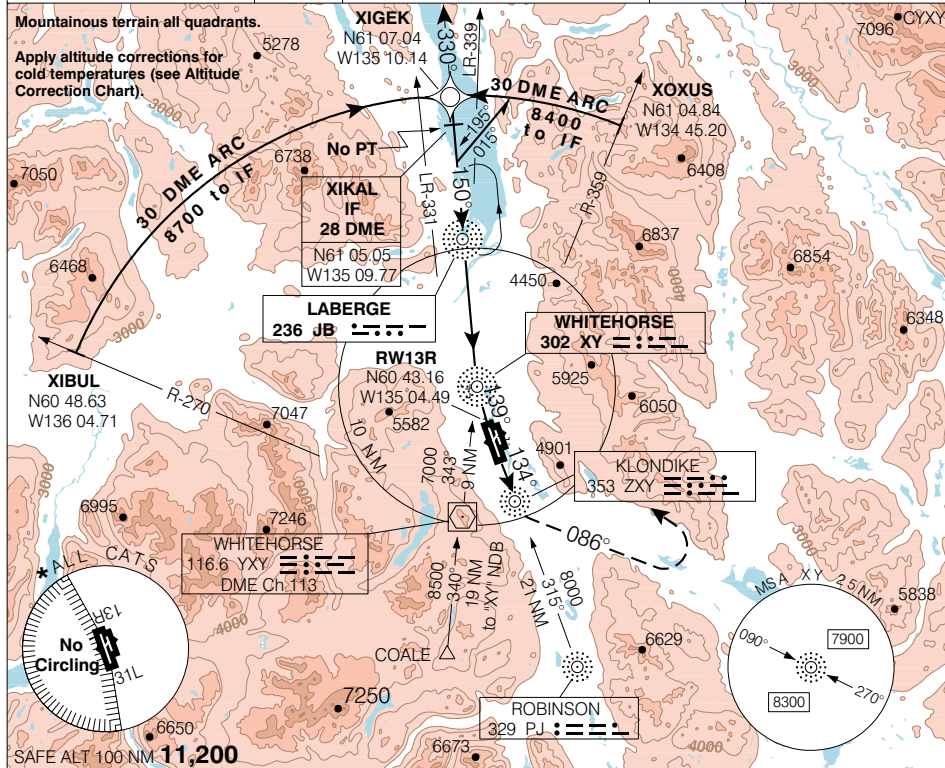 Mountainous terrain all quadrants.
Apply altitude corrections for
cold temperatures (see Altitude
Correction Chart).
XIGEK
N61 07.04
W135 10.14
330°
LR-339
7096
CYXY
5278
3000
3000
3000
30 DME ARC
8400
to IF
XOXUS
N61 04.84
W134 45.20
30 DME ARC
8700 to IF
No PT
195°
015°
6738
7050
6408
XIKAL
IF
28 DME
N61 05.05
W135 09.77
150°
LR-331
R-359
6837
6854
6468
4450
4000
6348
LABERGE
236 JB
WHITEHORSE
302 XY
3000
RW13R
N60 43.16
W135 04.49
5925
XIBUL
N60 48.63
W136 04.71
R-270
6050
7047
5582
10 NM
139°
134°
4901
7000
343°
9 NM
KLONDIKE
353 ZXY
3000
3000
6995
7246
WHITEHORSE
116.6 YXY
DME Ch 113
086°
3000
*ALL CATS
8500
340°
19 NM
to "XY" NDB
8000
315°
21 NM
MSA XY 25 NM
5838
4000
13R
No
Circling
31L
COALE
6629
090°
7900
270°
8300
7250
ROBINSON
329 PJ
6650
6673
4000
SAFE ALT 100 NM 11,200